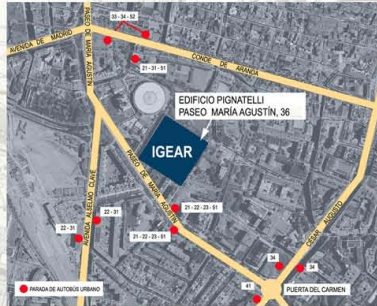 33 - 34 - 52
AVENIDA DE MADRID
PASEO DE MARÍA AGUSTÍN
CONDE DE ARANDA
21 - 31 - 51
EDIFICIO PIGNATELLI
PASEO MARÍA AGUSTÍN, 36
IGEAR
PASEO DE MARÍA AGUSTÍN
AVENIDA ALSELMO CLAVÉ
CÉSAR AUGUSTO
21 - 22 - 23 - 51
22 - 31
21 - 22 - 23 - 51
22 - 31
34
34
41
PUERTA DEL CARMEN
PARADA DE AUTOBÚS URBANO